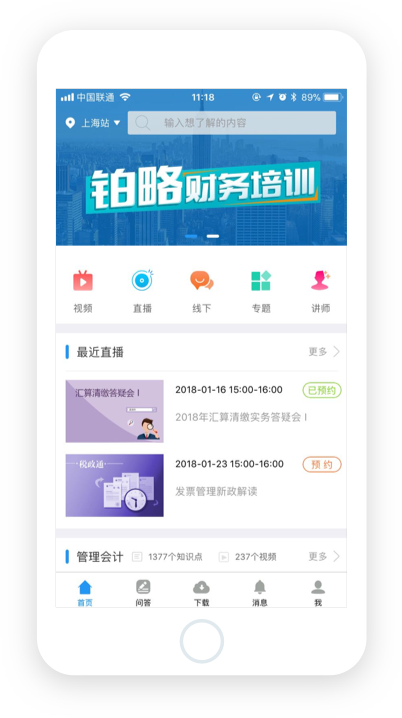 中国联通 11:18 89%
上海站 输入想了解的内容
铂略财务培训
视频 直播 线下 专题 讲师
最近直播 更多
汇算清缴答疑会 I
2018-01-16 15:00-16:00 已预约
2018年汇算清缴实务答疑会 I
税政通
2018-01-23 15:00-16:00 预约
发票管理新政解读
管理会计 1377个知识点 237个视频 更多
首页 问答 下载 消息 我